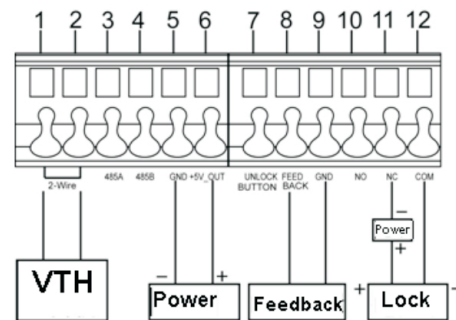 1 2 3 4 5 6 7 8 9 10 11 12
2-Wire 485A 485B GND +5V_OUT UNLOCK BUTTON FEED BACK GND NO NC COM
− Power +
VTH
− + Power
Feedback
+ − Lock